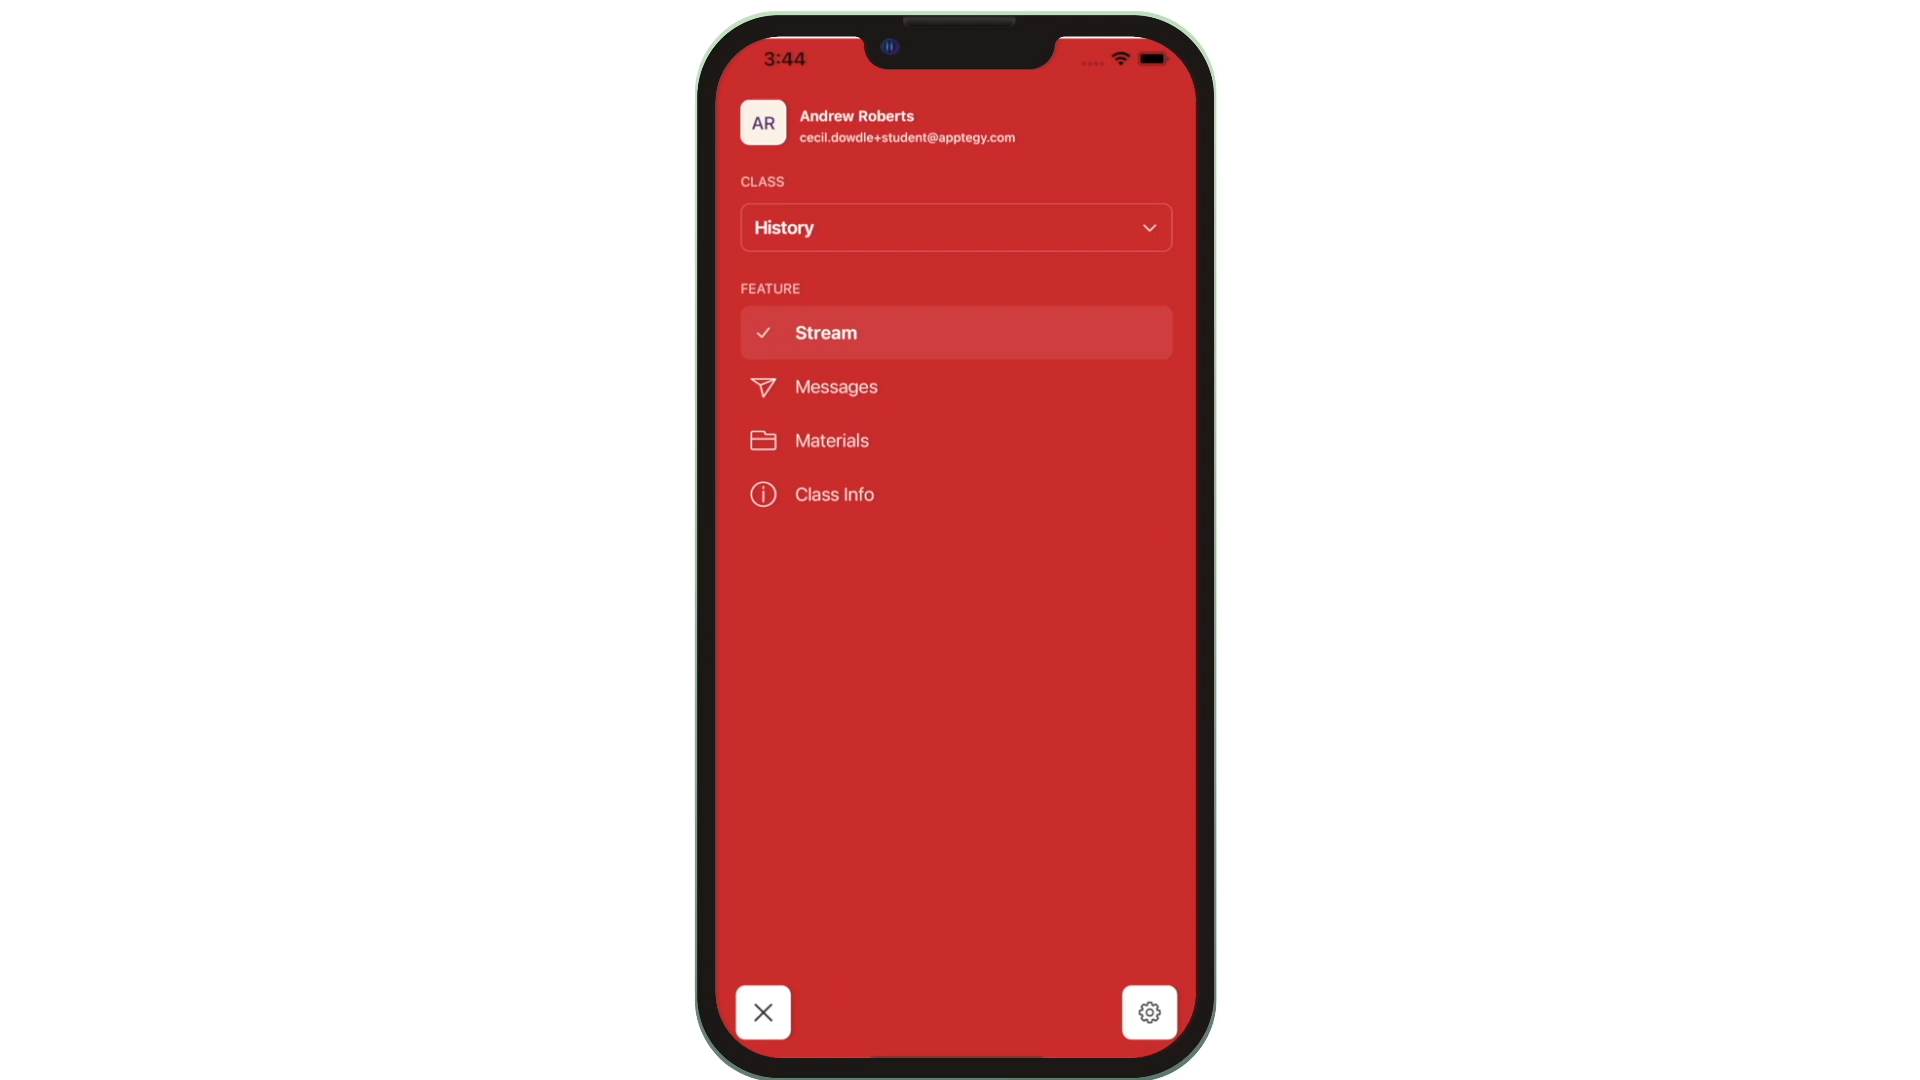 3:44
AR
Andrew Roberts
cecil.dowdle+student@apptegy.com
CLASS
History
FEATURE
Stream
Messages
Materials
Class Info